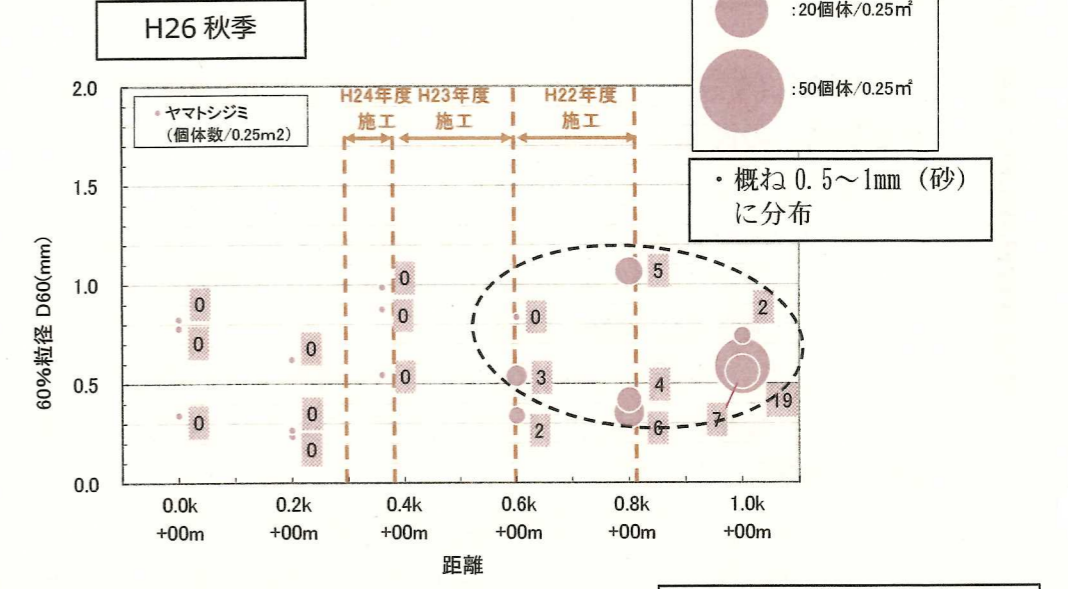 H26 秋季
:20個体/0.25㎡
:50個体/0.25㎡
・概ね 0.5～1mm（砂）
に分布
ヤマトシジミ
（個体数/0.25m2）
H24年度 H23年度 H22年度
施工 施工 施工
60%粒径 D60(mm)
2.0
1.5
1.0
0.5
0.0
0
0
0
0
0
0
0
0
0
0
3
2
5
4
6
2
19
7
0.0k 0.2k 0.4k 0.6k 0.8k 1.0k
+00m +00m +00m +00m +00m +00m
距離